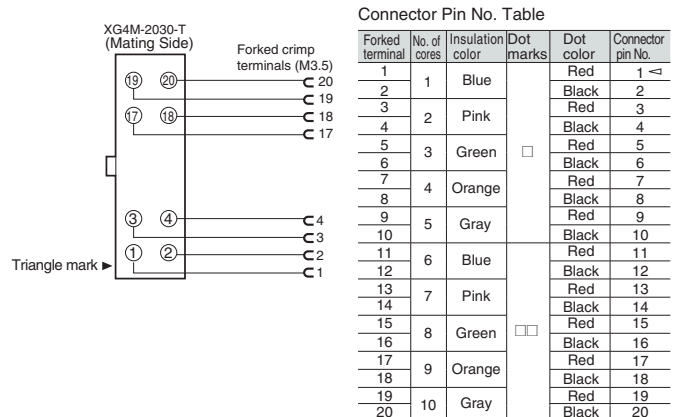 XG4M-2030-T
(Mating Side)
Forked crimp
terminals (M3.5)
19 20 20
19
17 18 18
17
3 4 4
3
1 2 2
1
Triangle mark
Connector Pin No. Table
Forked terminal No. of cores Insulation color Dot marks Dot color Connector pin No.
1 1 Blue □ Red 1
2 Black 2
3 2 Pink Red 3
4 Black 4
5 3 Green Red 5
6 Black 6
7 4 Orange Red 7
8 Black 8
9 5 Gray Red 9
10 Black 10
11 6 Blue □□ Red 11
12 Black 12
13 7 Pink Red 13
14 Black 14
15 8 Green Red 15
16 Black 16
17 9 Orange Red 17
18 Black 18
19 10 Gray Red 19
20 Black 20